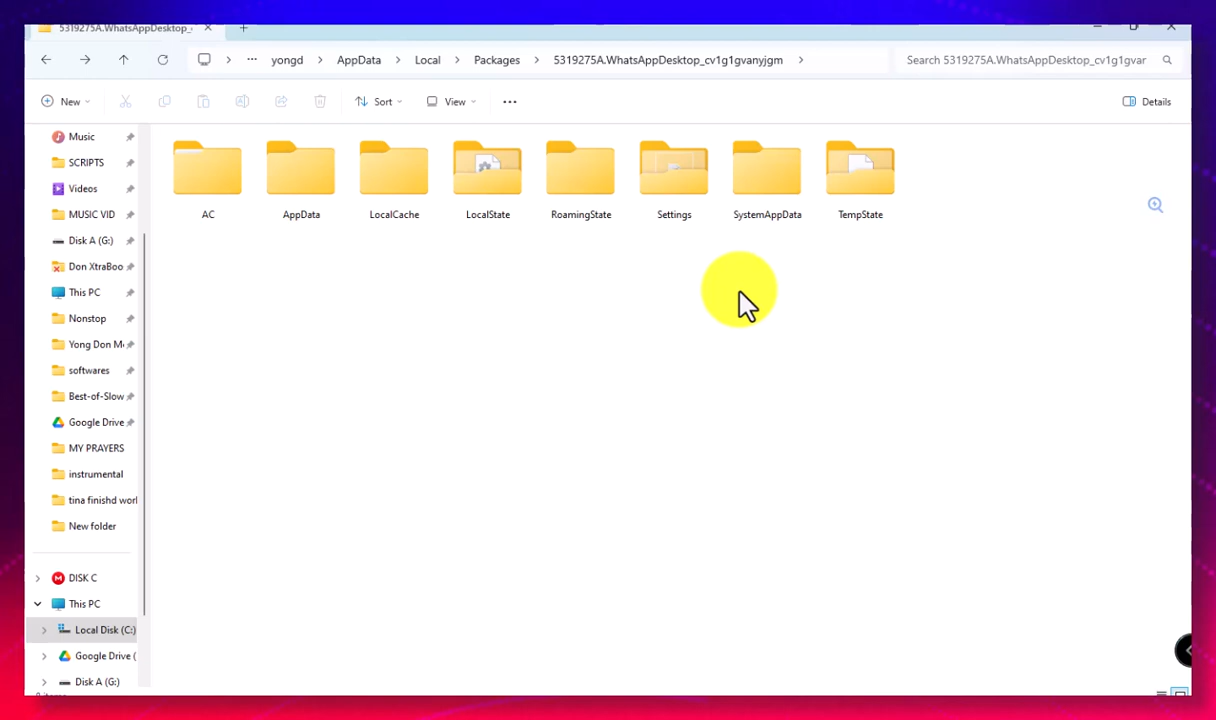 5319275A.WhatsAppDesktop_
yongd
AppData
Local
Packages
5319275A.WhatsAppDesktop_cv1g1gvanyjgm
Search 5319275A.WhatsAppDesktop_cv1g1gvar
New
Sort
View
Details
Music
SCRIPTS
Videos
MUSIC VID
Disk A (G:)
Don XtraBoo
This PC
Nonstop
Yong Don M
softwares
Best-of-Slow
Google Drive
MY PRAYERS
instrumental
tina finishd worl
New folder
DISK C
This PC
Local Disk (C:)
Google Drive (
Disk A (G:)
AC
AppData
LocalCache
LocalState
RoamingState
Settings
SystemAppData
TempState